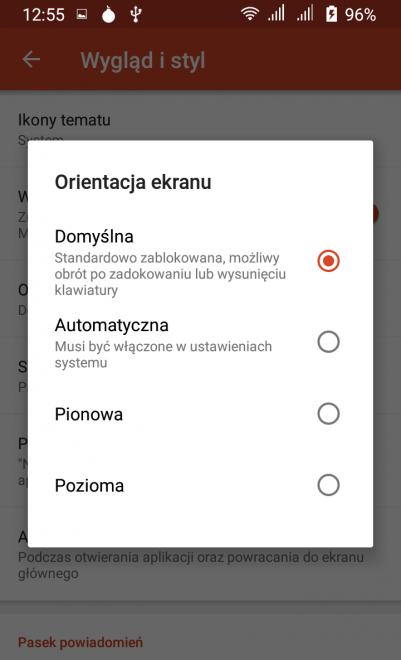 12:55
96%
Wygląd i styl
Ikony tematu
System
Orientacja ekranu
Domyślna
Standardowo zablokowana, możliwy
obrót po zadokowaniu lub wysunięciu
klawiatury
Automatyczna
Musi być włączone w ustawieniach
systemu
Pionowa
Pozioma
Podczas otwierania aplikacji oraz powracania do ekranu
głównego
Pasek powiadomień